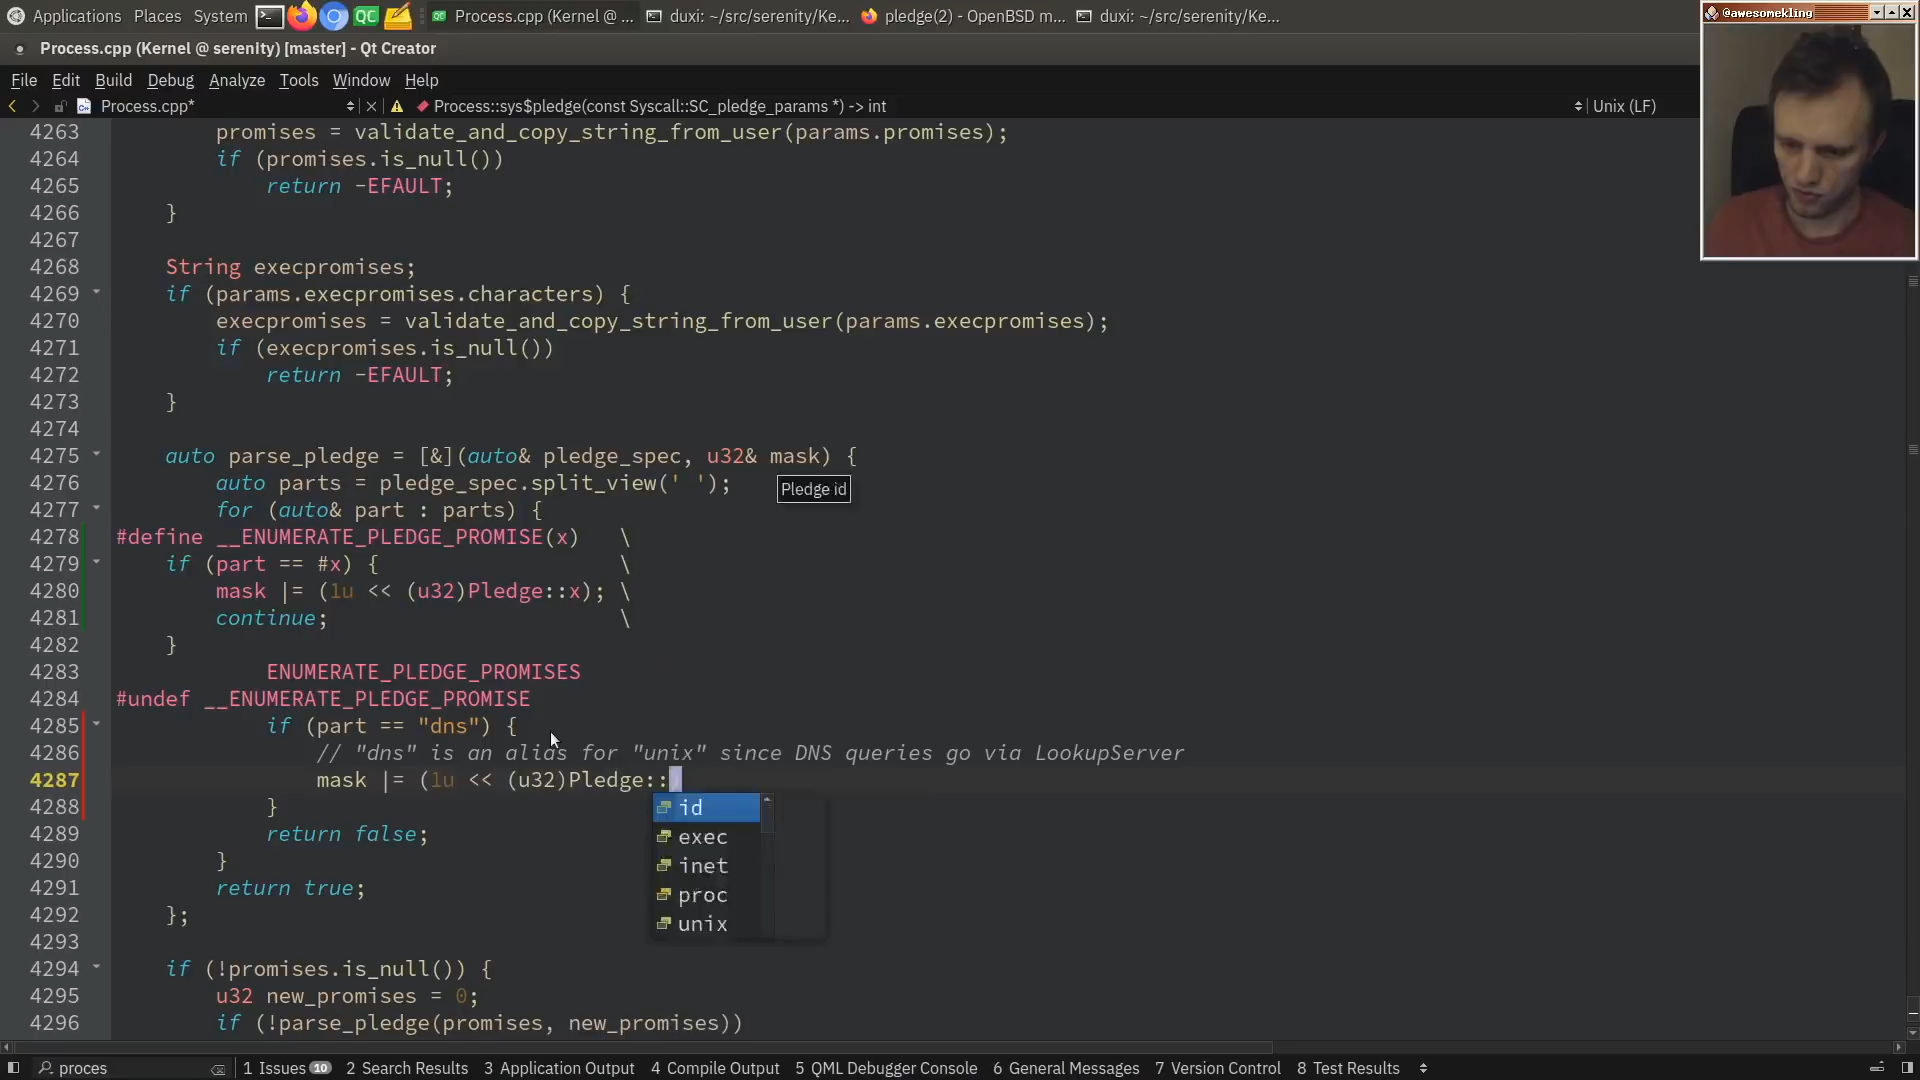 Applications Places System QC QC Process.cpp (Kernel @ ... duxi: ~/src/serenity/Ke... pledge(2) - OpenBSD m... duxi: ~/src/serenity/Ke... @awesomekling
Process.cpp (Kernel @ serenity) [master] - Qt Creator
File Edit Build Debug Analyze Tools Window Help
Process.cpp* Process::sys$pledge(const Syscall::SC_pledge_params *) -> int Unix (LF)
4263 promises = validate_and_copy_string_from_user(params.promises);
4264 if (promises.is_null())
4265 return -EFAULT;
4266 }
4267
4268 String execpromises;
4269 if (params.execpromises.characters) {
4270 execpromises = validate_and_copy_string_from_user(params.execpromises);
4271 if (execpromises.is_null())
4272 return -EFAULT;
4273 }
4274
4275 auto parse_pledge = [&](auto& pledge_spec, u32& mask) {
4276 auto parts = pledge_spec.split_view(' '); Pledge id
4277 for (auto& part : parts) {
4278 #define __ENUMERATE_PLEDGE_PROMISE(x) \
4279 if (part == #x) { \
4280 mask |= (1u << (u32)Pledge::x); \
4281 continue; \
4282 }
4283 ENUMERATE_PLEDGE_PROMISES
4284 #undef __ENUMERATE_PLEDGE_PROMISE
4285 if (part == "dns") {
4286 // "dns" is an alias for "unix" since DNS queries go via LookupServer
4287 mask |= (1u << (u32)Pledge::)
4288 } id
exec
4289 return false;
4290 } inet
4291 return true; proc
4292 }; unix
4293
4294 if (!promises.is_null()) {
4295 u32 new_promises = 0;
4296 if (!parse_pledge(promises, new_promises))
proces 1 Issues 10 2 Search Results 3 Application Output 4 Compile Output 5 QML Debugger Console 6 General Messages 7 Version Control 8 Test Results